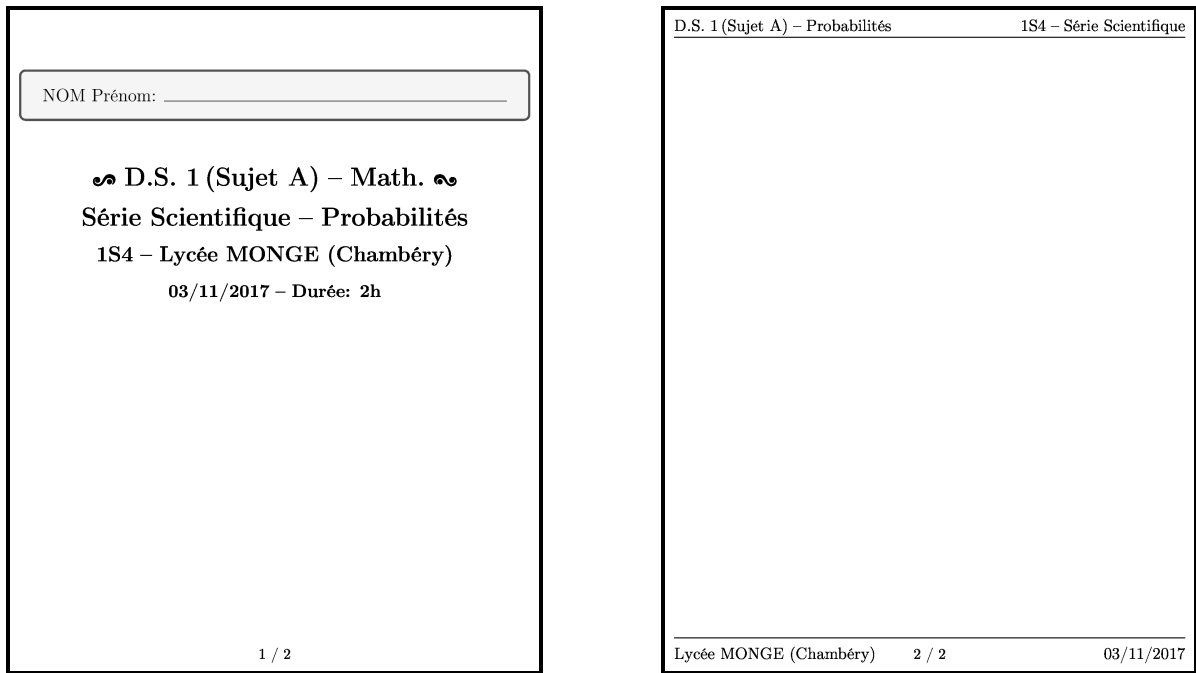 NOM Prénom:
D.S. 1 (Sujet A) – Math.
Série Scientifique – Probabilités
1S4 – Lycée MONGE (Chambéry)
03/11/2017 – Durée: 2h
1 / 2
D.S. 1 (Sujet A) – Probabilités 1S4 – Série Scientifique
Lycée MONGE (Chambéry) 2 / 2 03/11/2017